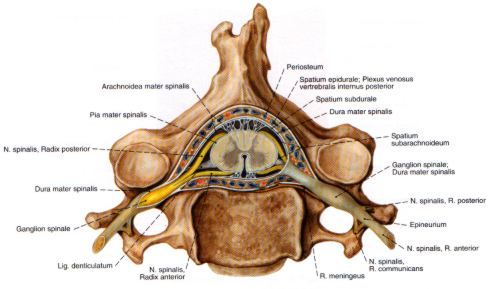 Periosteum
Arachnoidea mater spinalis
Spatium epidurale; Plexus venosus
vertrebralis internus posterior
Spatium subdurale
Pia mater spinalis
Dura mater spinalis
Spatium
subarachnoideum
N. spinalis, Radix posterior
Ganglion spinale;
Dura mater spinalis
Dura mater spinalis
N. spinalis, R. posterior
Ganglion spinale
Epineurium
N. spinalis, R. anterior
Lig. denticulatum
N. spinalis,
Radix anterior
N. spinalis,
R. communicans
R. meningeus